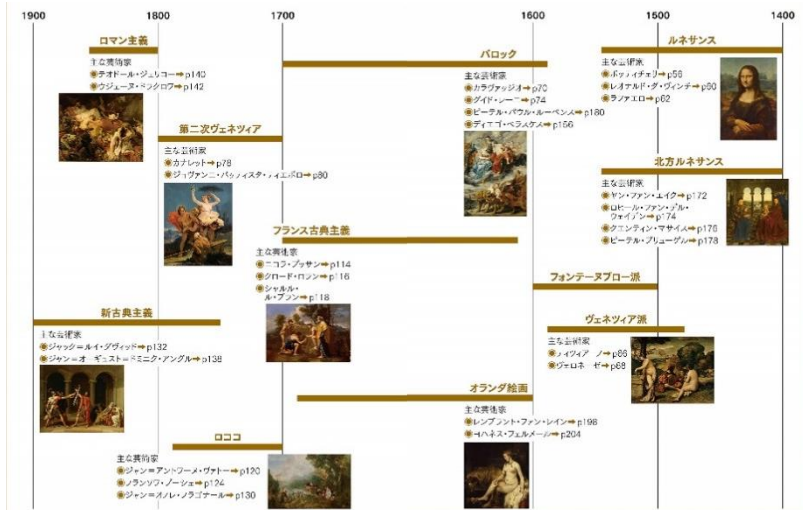 1900 1800 1700 1600 1500 1400
ロマン主義
主な芸術家
◉テオドール・ジェリコー➡p140
◉ウジェーヌ・ドラクロワ➡p142
バロック
主な芸術家
◉カラヴァッジオ➡p70
◉グイド・レーニ➡p74
◉ピーテル・パウル・ルーベンス➡p180
◉ディエゴ・ベラスケス➡p156
ルネサンス
主な芸術家
◉ボッティチェリ➡p56
◉レオナルド・ダ・ヴィンチ➡p50
◉ラファエロ➡p62
第二次ヴェネツィア
主な芸術家
◉カナレット➡p78
◉ジョヴァンニ・バッティスタ・ティエポロ➡p80
北方ルネサンス
主な芸術家
◉ヤン・ファン・エイク➡p172
◉ロヒール・ファン・デル・
ウェイデン➡p174
◉クエンティン・マサイス➡p176
◉ピーテル・ブリューゲル➡p178
フランス古典主義
主な芸術家
◉ニコラ・プッサン➡p114
◉クロード・ロラン➡p116
◉シャルル・
ル・ブラン➡p118
フォンテーヌブロー派
新古典主義
主な芸術家
◉ジャック=ルイ・ダヴィッド➡p132
◉ジャン=オーギュスト=ドミニク・アングル➡p138
ヴェネツィア派
主な芸術家
◉ティツィアーノ➡p66
◉ヴェロネーゼ➡p68
オランダ絵画
主な芸術家
◉レンブラント・ファン・レイン➡p198
◉ヨハネス・フェルメール➡p204
ロココ
主な芸術家
◉ジャン=アントワーヌ・ヴァトー➡p120
◉フランソワ・ブーシェ➡p124
◉ジャン=オノレ・フラゴナール➡p130